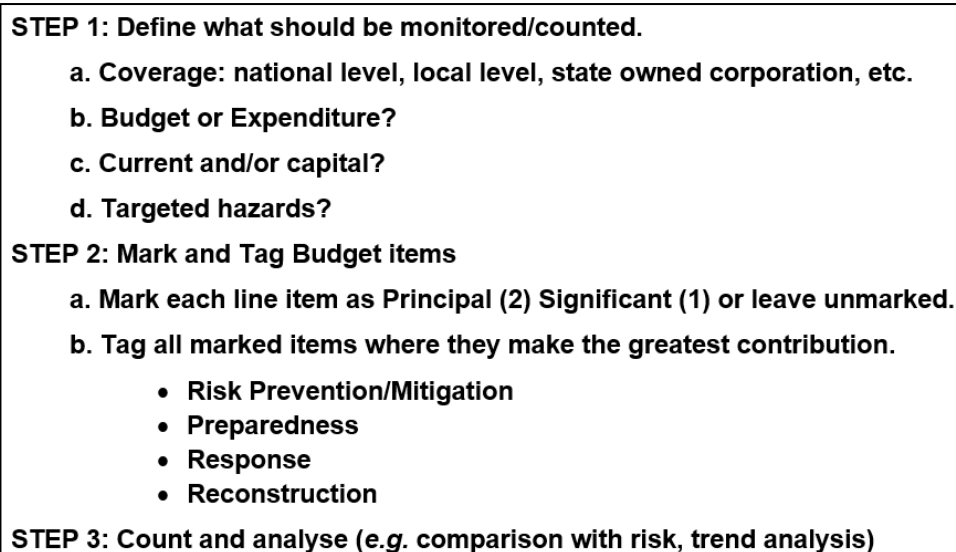 STEP 1: Define what should be monitored/counted.
a. Coverage: national level, local level, state owned corporation, etc.
b. Budget or Expenditure?
c. Current and/or capital?
d. Targeted hazards?
STEP 2: Mark and Tag Budget items
a. Mark each line item as Principal (2) Significant (1) or leave unmarked.
b. Tag all marked items where they make the greatest contribution.
• Risk Prevention/Mitigation
• Preparedness
• Response
• Reconstruction
STEP 3: Count and analyse (e.g. comparison with risk, trend analysis)